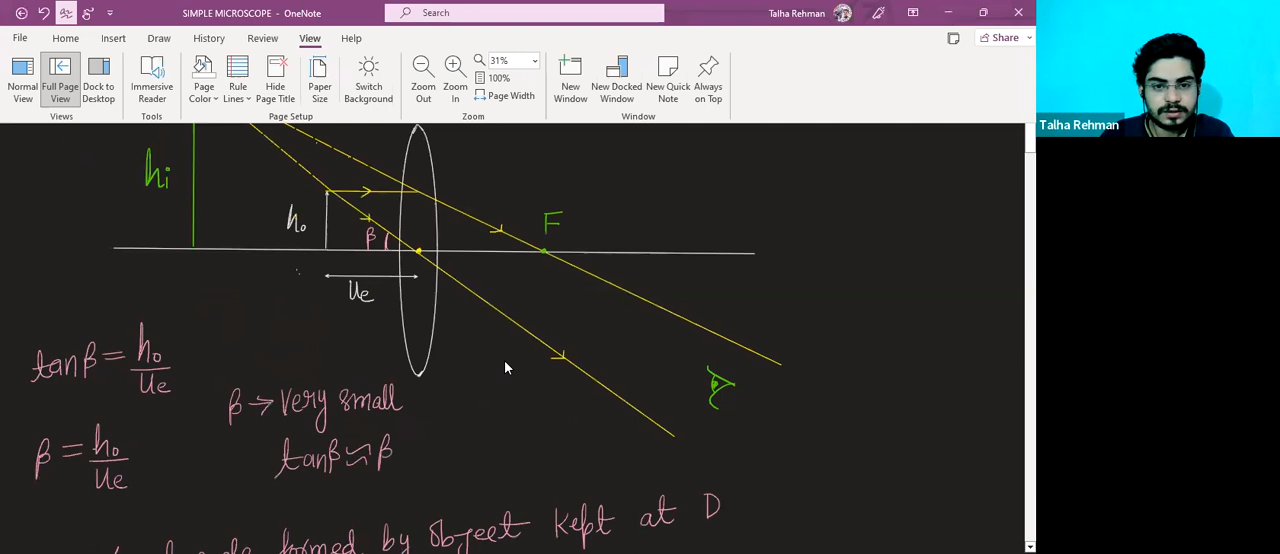 SIMPLE MICROSCOPE - OneNote
Search
Talha Rehman
File Home Insert Draw History Review View Help
Share
Normal View
Full Page View
Dock to Desktop
Immersive Reader
Page Color
Rule Lines
Paper Size
Hide Page Title
Switch Background
Zoom Out
Zoom In
31%
100%
Page Width
New Window
New Docked Window
New Quick Note
Always on Top
Views
Tools
Page Setup
Zoom
Window
Talha Rehman
hi
F
ho
β
ue
tanβ = ho/ue
β → Very small
β = ho/ue
tanβ ≈ β
formed by object kept at D